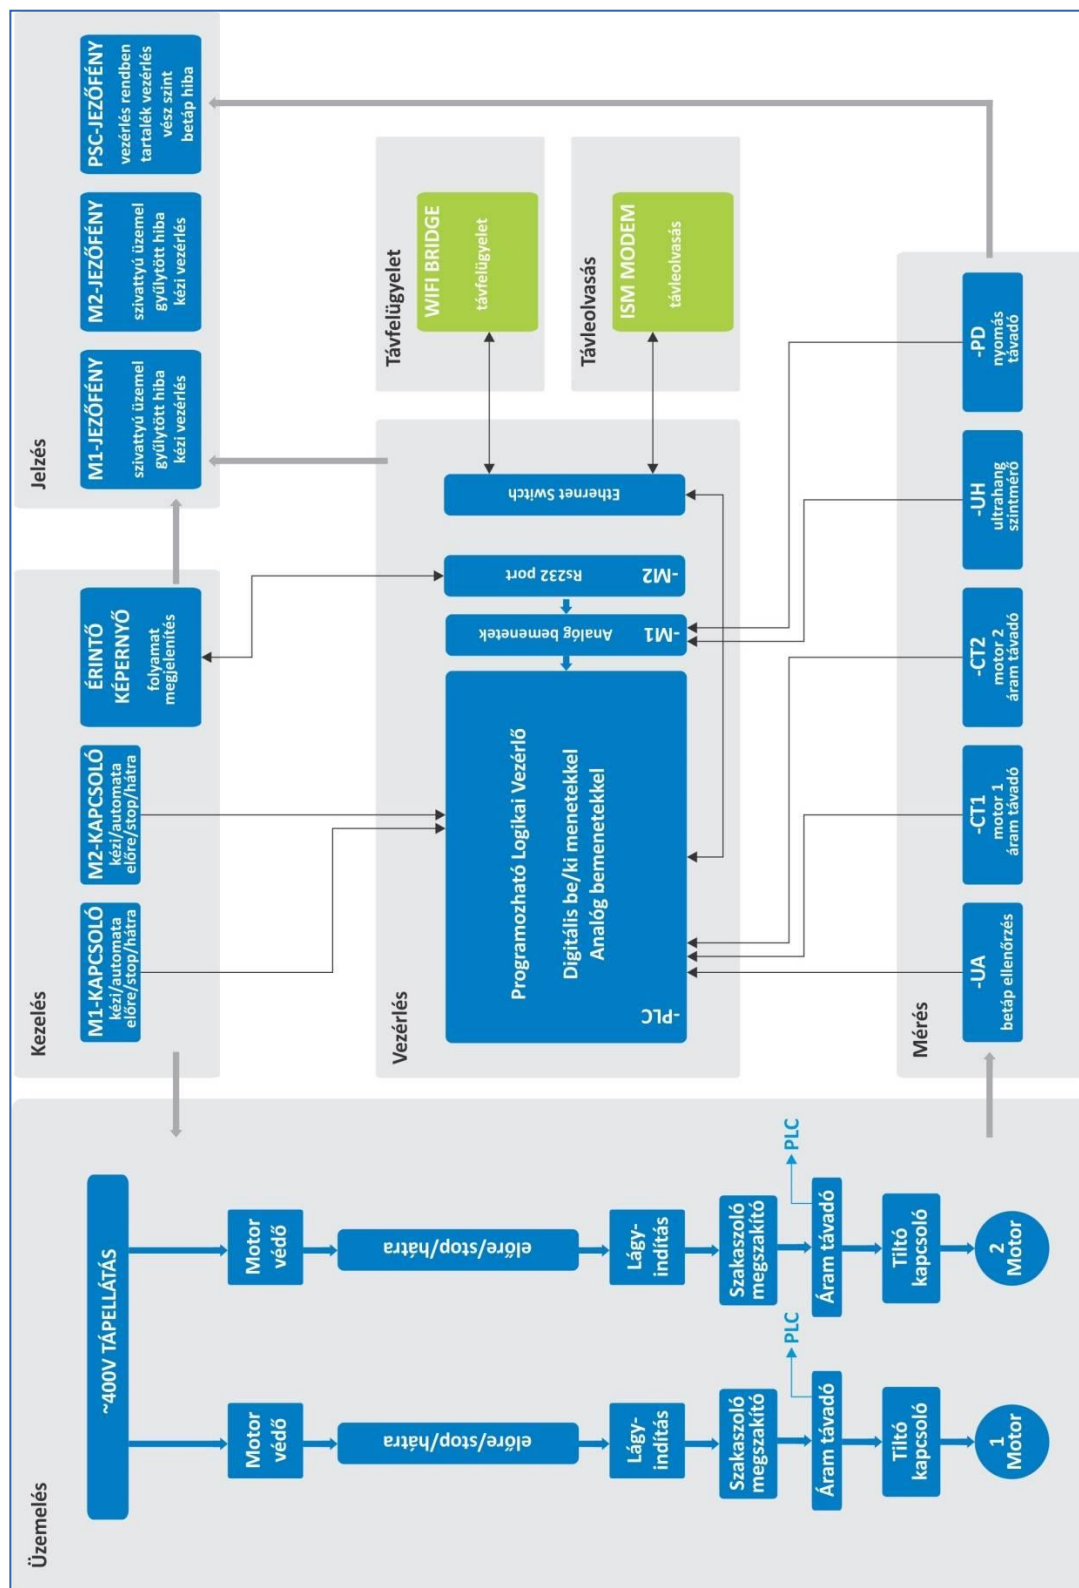 Üzemelés
~400V TÁPELLÁTÁS
Motor
védő
előre/stop/hátra
Lágy-
indítás
Szakaszoló
megszakító
Áram távadó
PLC
Tiltó
kapcsoló
1
Motor
Motor
védő
előre/stop/hátra
Lágy-
indítás
Szakaszoló
megszakító
Áram távadó
PLC
Tiltó
kapcsoló
2
Motor
Kezelés
M1-KAPCSOLÓ
kézi/automata
előre/stop/hátra
M2-KAPCSOLÓ
kézi/automata
előre/stop/hátra
ÉRINTŐ
KÉPERNYŐ
folyamat
megjelenítés
Jelzés
M1-JEZŐFÉNY
szivattyú üzemel
gyűlytött hiba
kézi vezérlés
M2-JEZŐFÉNY
szivattyú üzemel
gyűlytött hiba
kézi vezérlés
PSC-JEZŐFÉNY
vezérlés rendben
tartalék vezérlés
vész szint
betáp hiba
Vezérlés
-PLC
Programozható Logikai Vezérlő
Digitális be/ki menetekkel
Analóg bemenetekkel
-M1
Analóg bemenetek
-M2
Rs232 port
Ethernet Switch
Távfelügyelet
WIFI BRIDGE
távfelügyelet
Távleolvasás
ISM MODEM
távleolvasás
Mérés
-UA
betáp ellenőrzés
-CT1
motor 1
áram távadó
-CT2
motor 2
áram távadó
-UH
ultrahang
szintmérő
-PD
nyomás
távadó